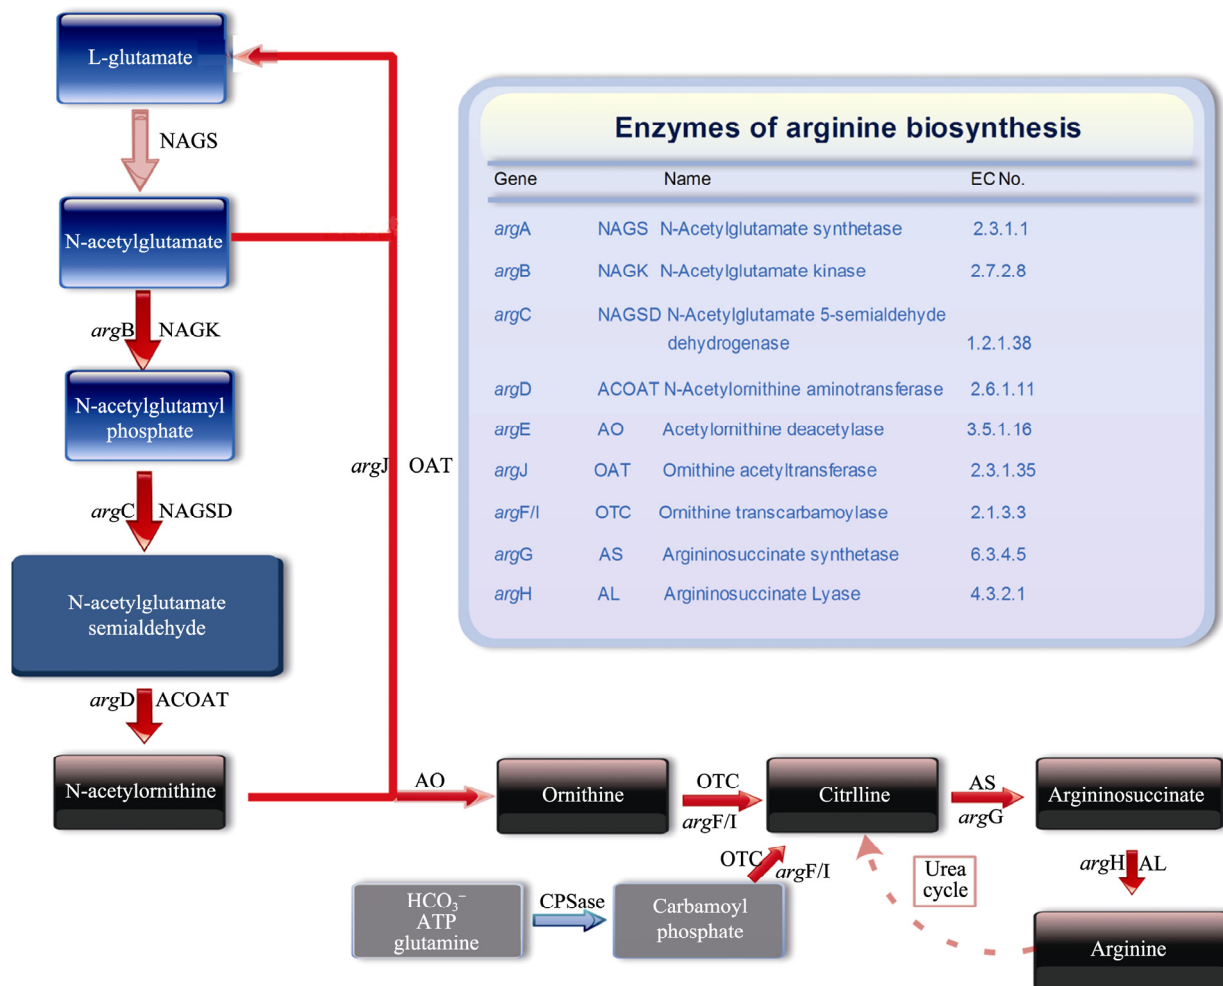 L-glutamate
NAGS
N-acetylglutamate
argB NAGK
N-acetylglutamyl
phosphate
argC NAGSD
N-acetylglutamate
semialdehyde
argD ACOAT
N-acetylornithine
argJ OAT
Enzymes of arginine biosynthesis
Gene Name EC No.
argA NAGS N-Acetylglutamate synthetase 2.3.1.1
argB NAGK N-Acetylglutamate kinase 2.7.2.8
argC NAGSD N-Acetylglutamate 5-semialdehyde
dehydrogenase 1.2.1.38
argD ACOAT N-Acetylornithine aminotransferase 2.6.1.11
argE AO Acetylornithine deacetylase 3.5.1.16
argJ OAT Ornithine acetyltransferase 2.3.1.35
argF/I OTC Ornithine transcarbamoylase 2.1.3.3
argG AS Argininosuccinate synthetase 6.3.4.5
argH AL Argininosuccinate Lyase 4.3.2.1
AO
Ornithine
OTC
argF/I
Citrlline
AS
argG
Argininosuccinate
OTC
argF/I
argH AL
Urea
cycle
HCO₃⁻
ATP
glutamine
CPSase
Carbamoyl
phosphate
Arginine